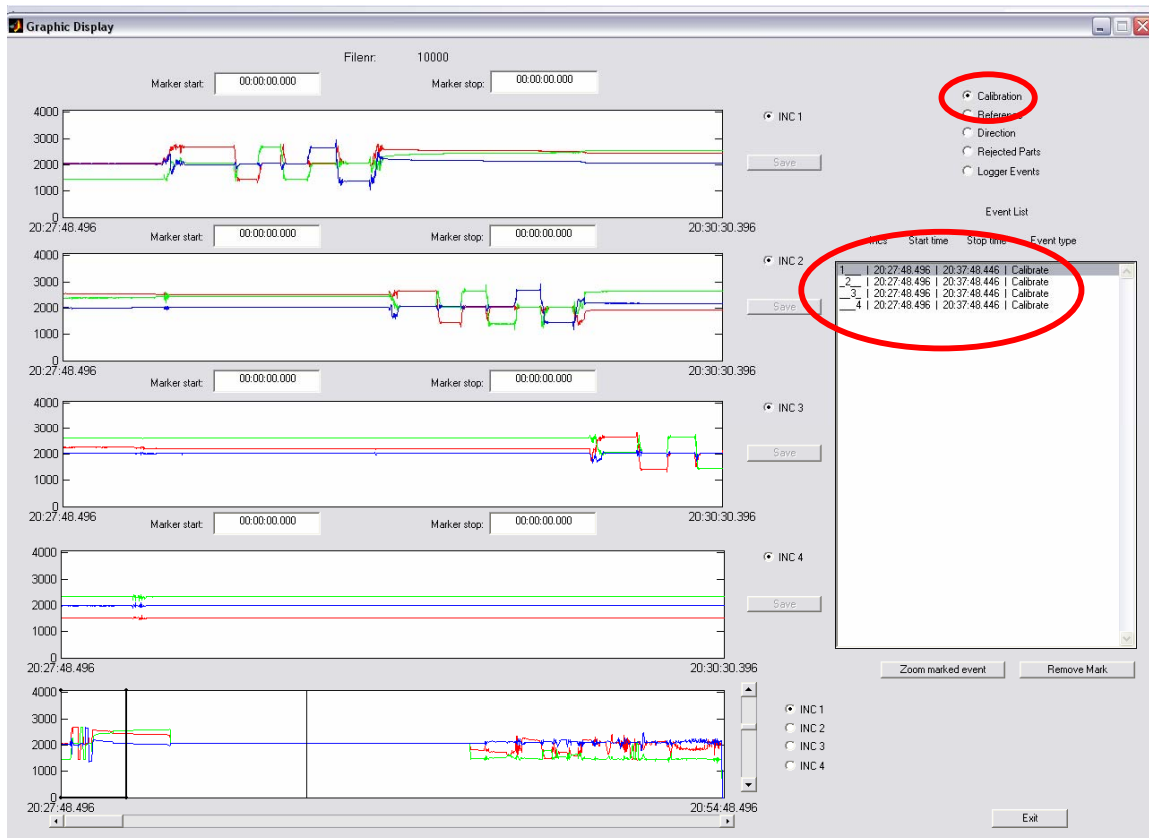 Graphic Display
Filenr: 10000
Marker start: 00:00:00.000 Marker stop: 00:00:00.000
4000
3000
2000
1000
0
20:27:48.496 20:30:30.396
INC 1
Save
Marker start: 00:00:00.000 Marker stop: 00:00:00.000
4000
3000
2000
1000
0
20:27:48.496 20:30:30.396
INC 2
Save
Marker start: 00:00:00.000 Marker stop: 00:00:00.000
4000
3000
2000
1000
0
20:27:48.496 20:30:30.396
INC 3
Save
Marker start: 00:00:00.000 Marker stop: 00:00:00.000
4000
3000
2000
1000
0
20:27:48.496 20:30:30.396
INC 4
Save
4000
3000
2000
1000
0
20:27:48.496 20:54:48.496
INC 1
INC 2
INC 3
INC 4
Calibration
Reference
Direction
Rejected Parts
Logger Events
Event List
Incs Start time Stop time Event type
1___ | 20:27:48.496 | 20:37:48.446 | Calibrate
_2__ | 20:27:48.496 | 20:37:48.446 | Calibrate
__3_ | 20:27:48.496 | 20:37:48.446 | Calibrate
___4 | 20:27:48.496 | 20:37:48.446 | Calibrate
Zoom marked event Remove Mark
Exit